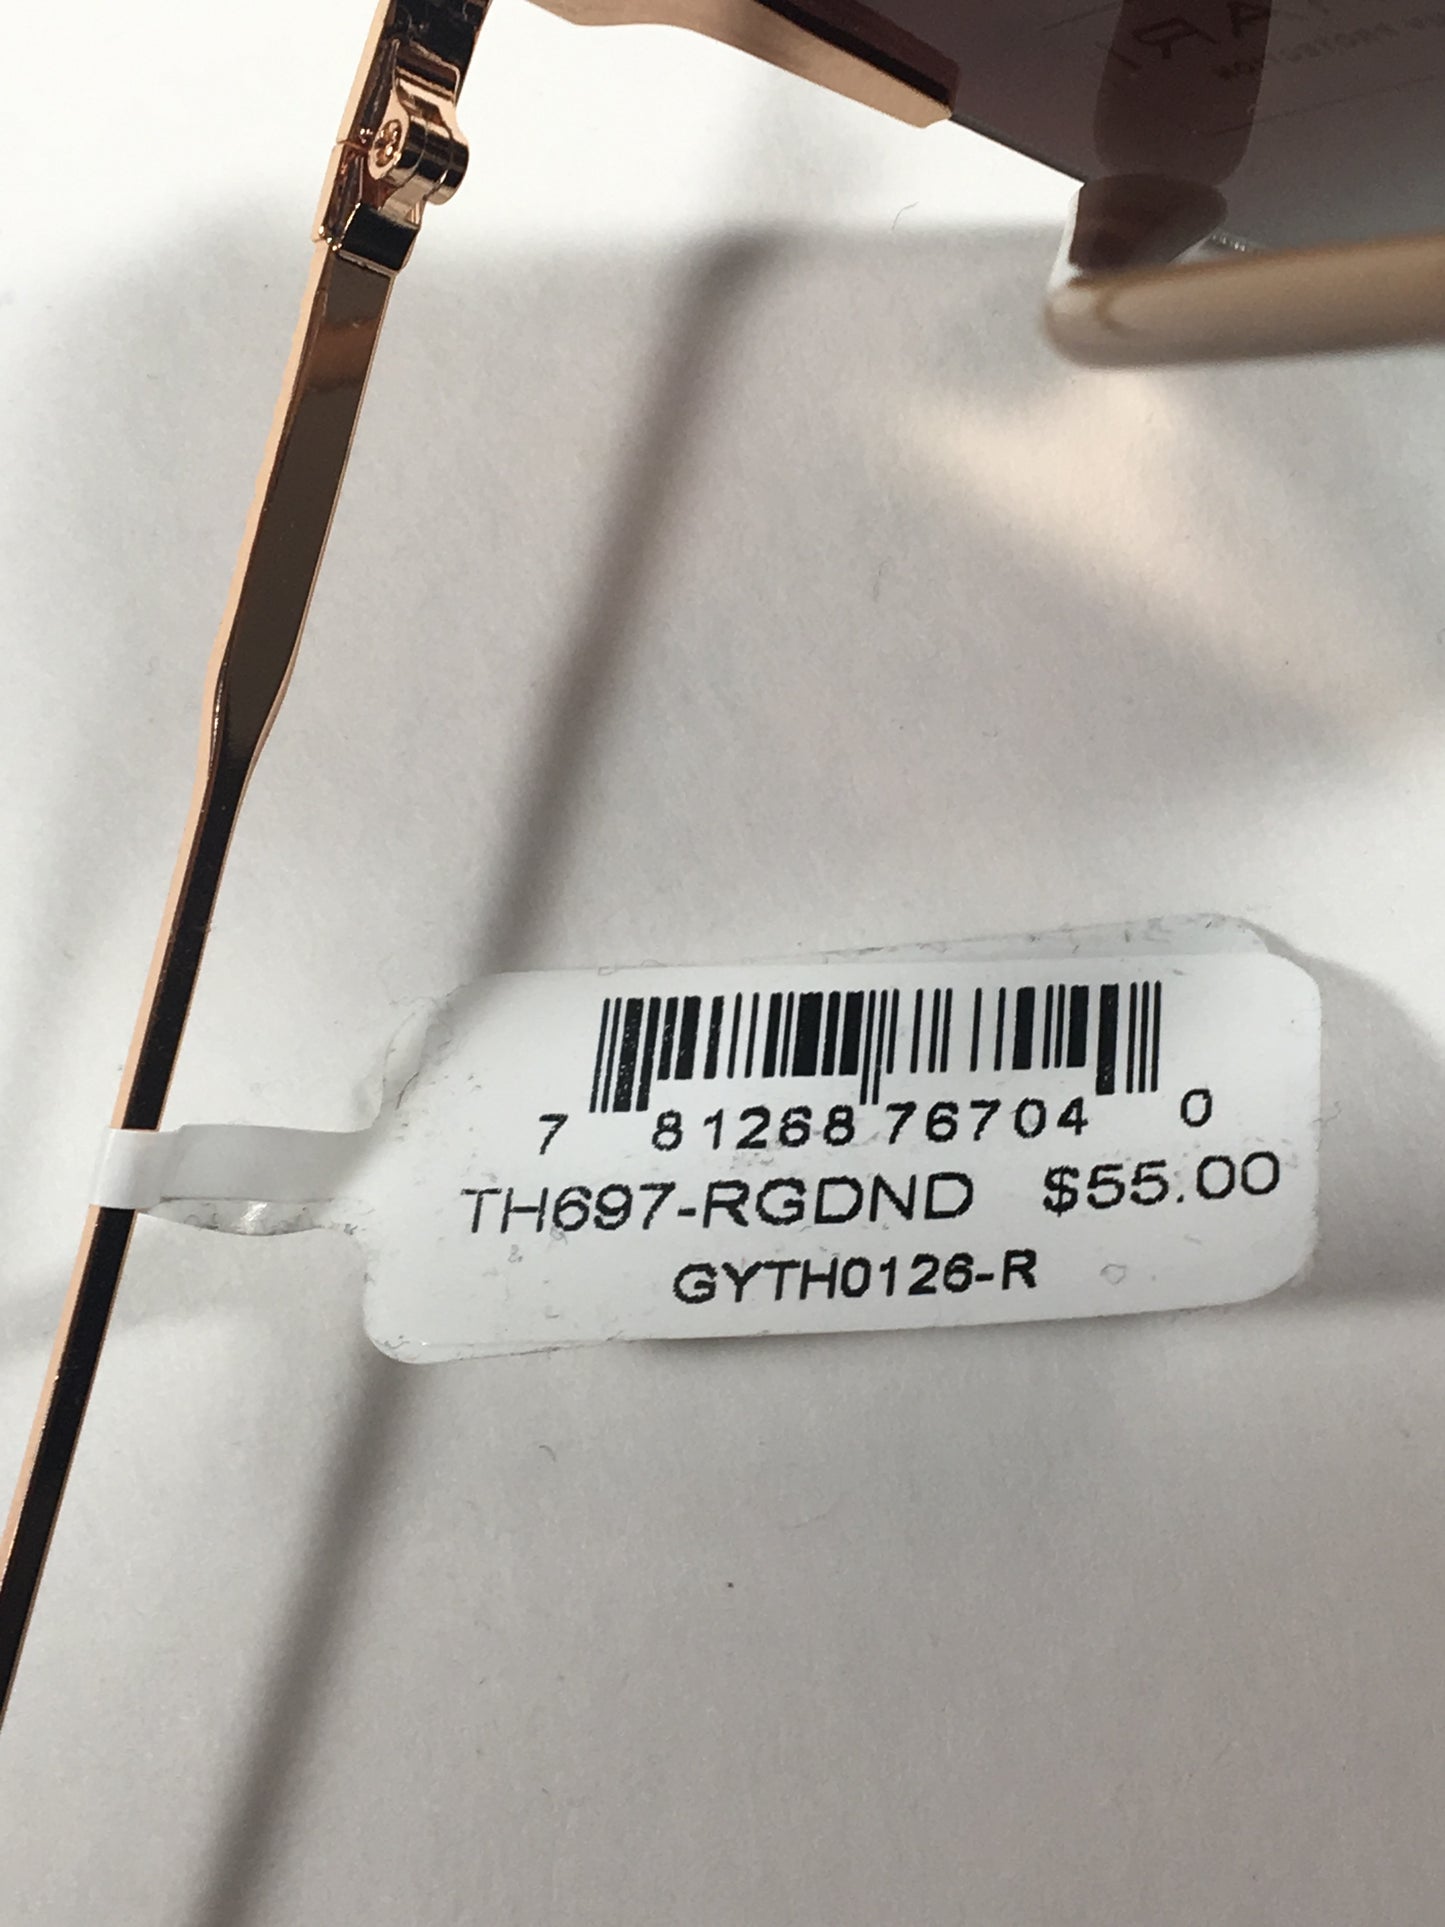 7 81268 76704 0
TH697-RGDND $55.00
GYTH0126-R